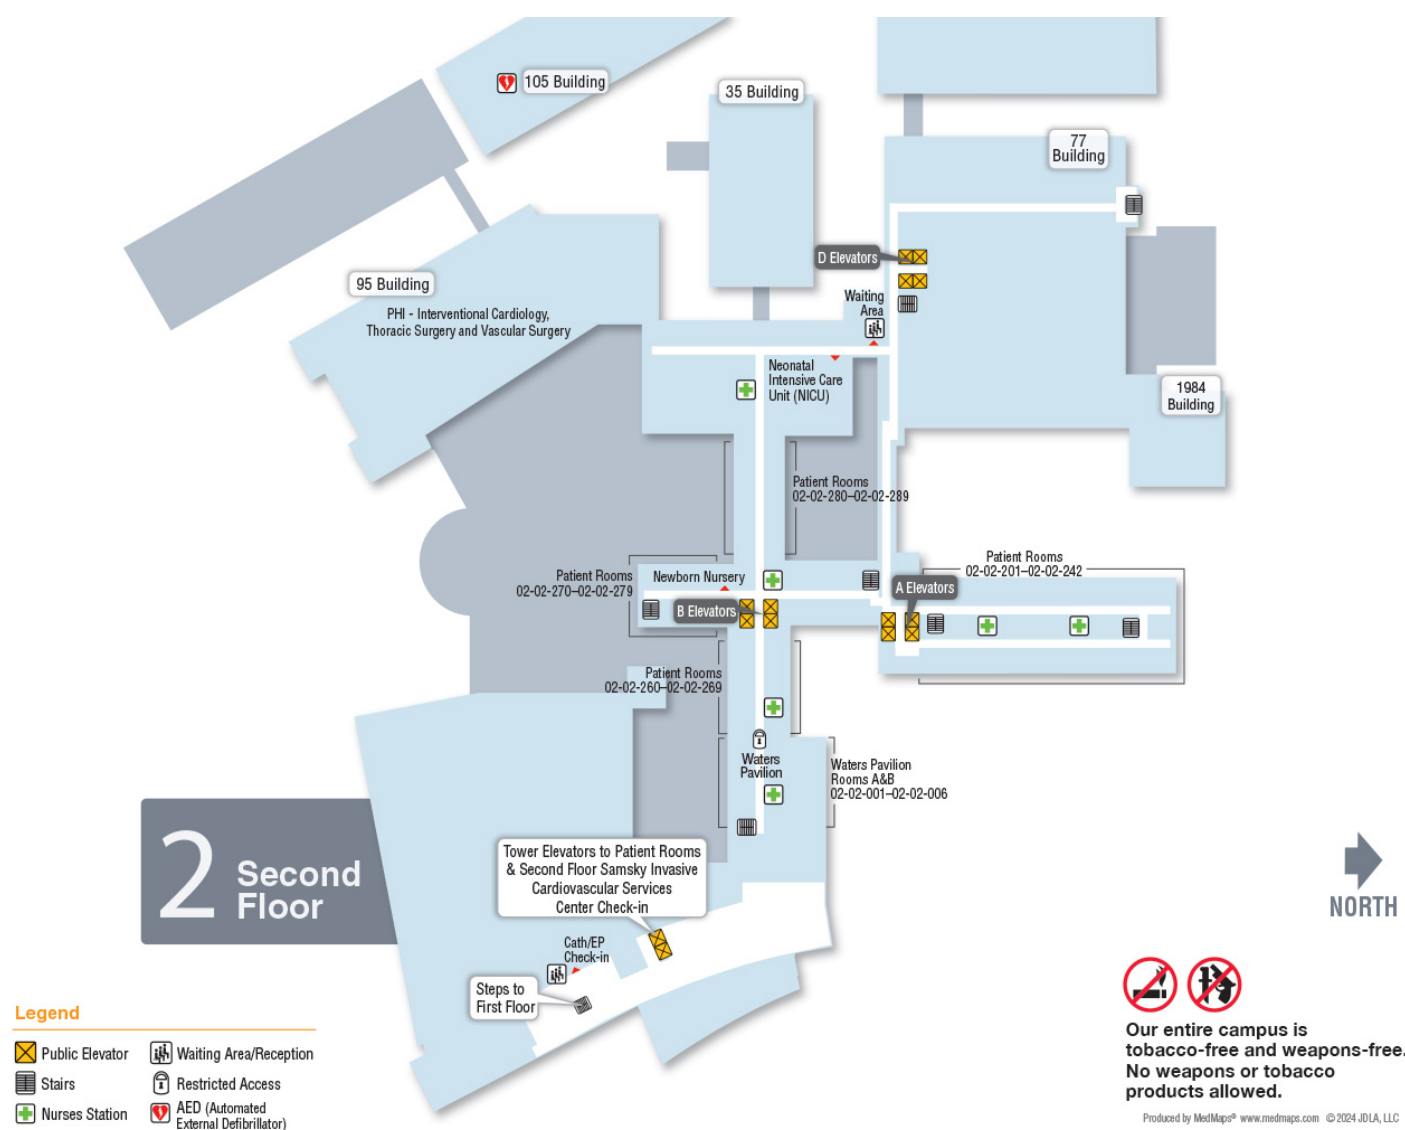 105 Building
35 Building
77
Building
D Elevators
95 Building
PHI - Interventional Cardiology,
Thoracic Surgery and Vascular Surgery
Waiting
Area
Neonatal
Intensive Care
Unit (NICU)
1984
Building
Patient Rooms
02-02-280–02-02-289
Patient Rooms
02-02-270–02-02-279
Newborn Nursery
Patient Rooms
02-02-201–02-02-242
A Elevators
B Elevators
Patient Rooms
02-02-260–02-02-269
Waters
Pavilion
Waters Pavilion
Rooms A&B
02-02-001–02-02-006
2 Second
Floor
Tower Elevators to Patient Rooms
& Second Floor Samsky Invasive
Cardiovascular Services
Center Check-in
NORTH
Cath/EP
Check-in
Steps to
First Floor
Legend
Public Elevator
Waiting Area/Reception
Stairs
Restricted Access
Nurses Station
AED (Automated
External Defibrillator)
Our entire campus is
tobacco-free and weapons-free.
No weapons or tobacco
products allowed.
Produced by MedMaps® www.medmaps.com © 2024 JDLA, LLC